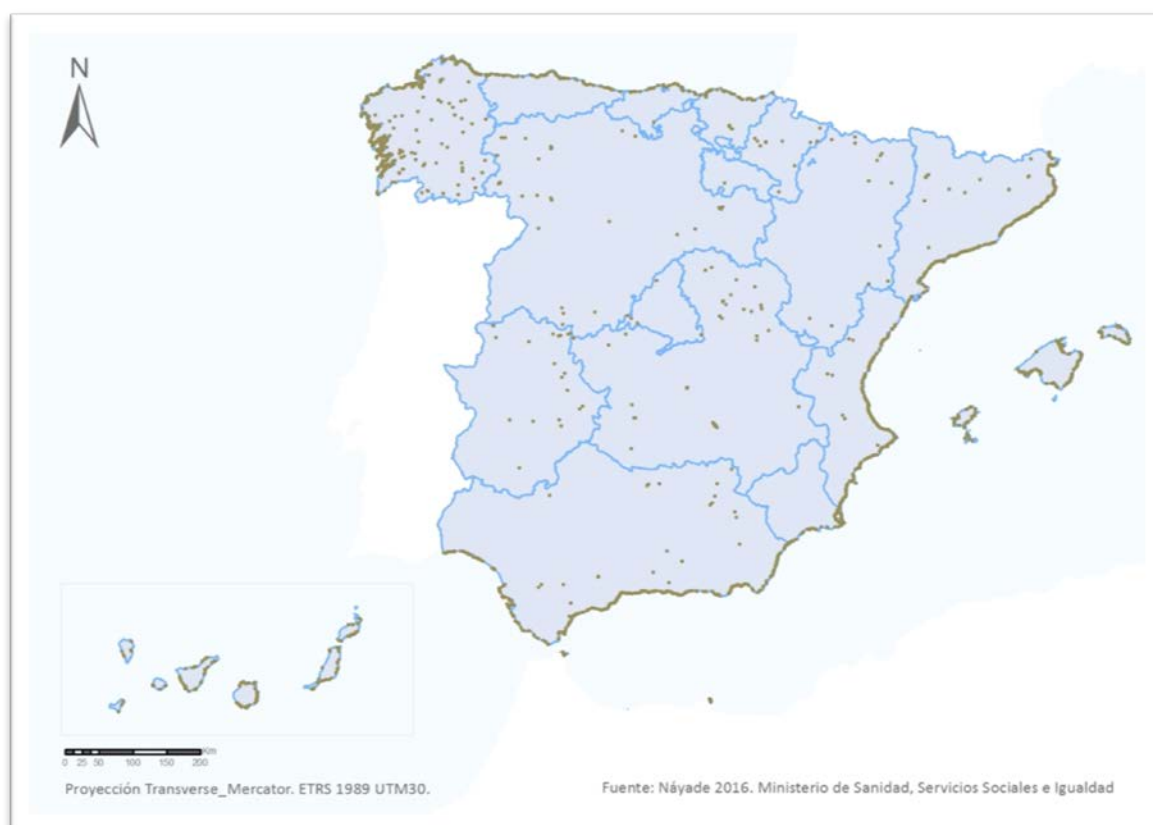 N
Km
0 25 50 100 150 200
Proyección Transverse_Mercator. ETRS 1989 UTM30.
Fuente: Náyade 2016. Ministerio de Sanidad, Servicios Sociales e Igualdad